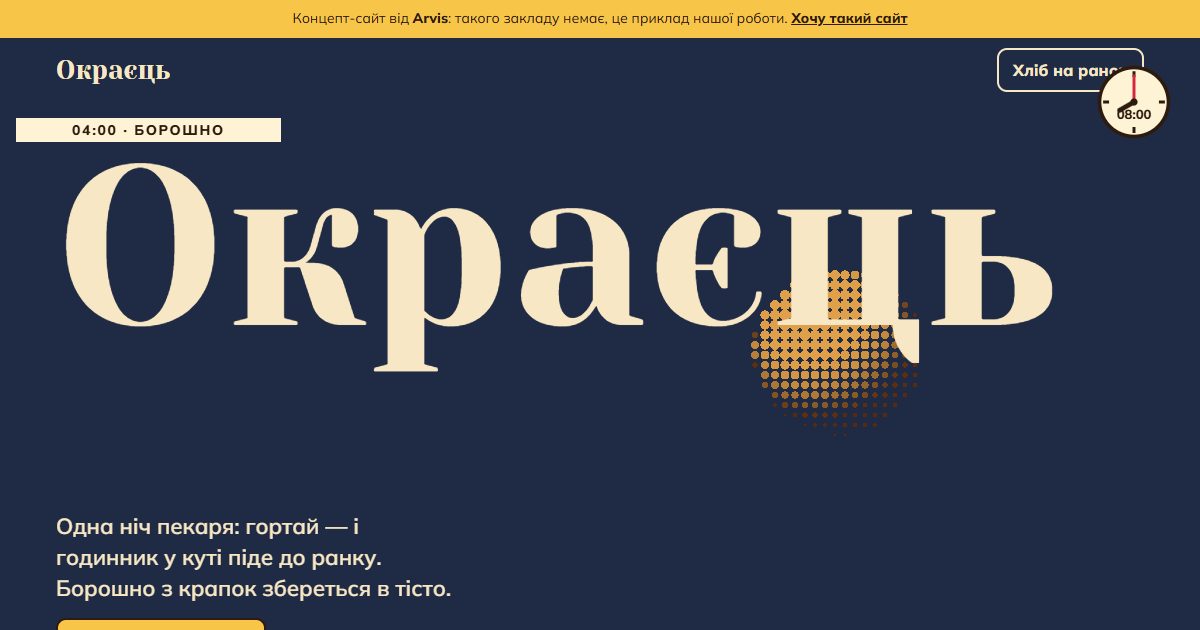 Концепт-сайт від Arvis: такого закладу немає, це приклад нашої роботи. Хочу такий сайт
Окраєць
Хліб на
08:00
04:00 · БОРОШНО
Окраєць
Одна ніч пекаря: гортай — і
годинник у куті піде до ранку.
Борошно з крапок збереться в тісто.